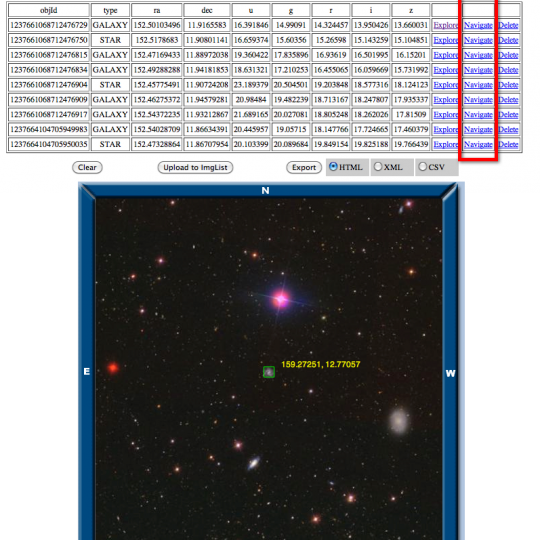 objId type ra dec u g r i z
1237661068712476729 GALAXY 152.50103496 11.9165583 16.391846 14.99091 14.324457 13.950426 13.660031 Explore Navigate Delete
1237661068712476750 STAR 152.5178683 11.90801141 16.659374 15.60356 15.26598 15.143259 15.104851 Explore Navigate Delete
1237661068712476815 GALAXY 152.47169433 11.88972038 19.360422 17.835896 16.93619 16.501995 16.15201 Explore Navigate Delete
1237661068712476834 GALAXY 152.49288288 11.94181853 18.631321 17.210253 16.455065 16.059669 15.731992 Explore Navigate Delete
1237661068712476904 STAR 152.45775491 11.90724208 23.189379 20.504501 19.203848 18.577316 18.124123 Explore Navigate Delete
1237661068712476909 GALAXY 152.46275372 11.94579281 20.98484 19.482239 18.713167 18.247807 17.935337 Explore Navigate Delete
1237661068712476917 GALAXY 152.54372235 11.93212867 21.689165 20.027081 18.805248 18.262026 17.81509 Explore Navigate Delete
1237664104705949983 GALAXY 152.54028709 11.86634391 20.445957 19.05715 18.147766 17.724665 17.460379 Explore Navigate Delete
1237664104705950035 STAR 152.47328864 11.86707954 20.103399 20.089684 19.849154 19.825188 19.766439 Explore Navigate Delete
Clear Upload to ImgList Export HTML XML CSV
N
159.27251, 12.77057
E W